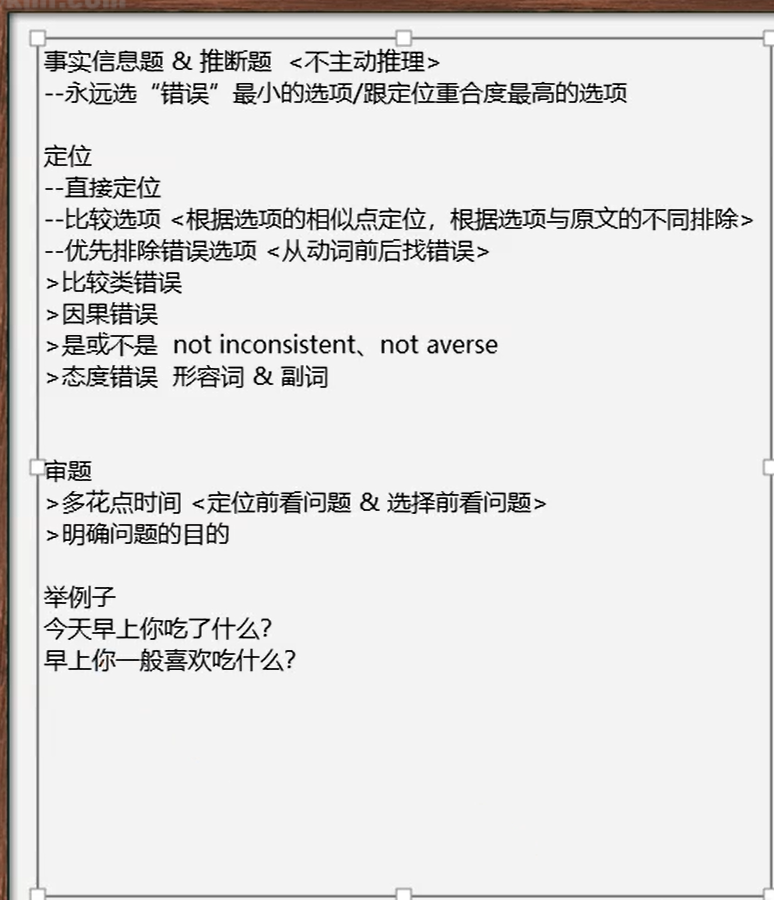 事实信息题 & 推断题  <不主动推理>
--永远选“错误”最小的选项/跟定位重合度最高的选项
定位
--直接定位
--比较选项 <根据选项的相似点定位，根据选项与原文的不同排除>
--优先排除错误选项 <从动词前后找错误>
>比较类错误
>因果错误
>是或不是  not inconsistent、not averse
>态度错误  形容词 & 副词
审题
>多花点时间 <定位前看问题 & 选择前看问题>
>明确问题的目的
举例子
今天早上你吃了什么？
早上你一般喜欢吃什么？